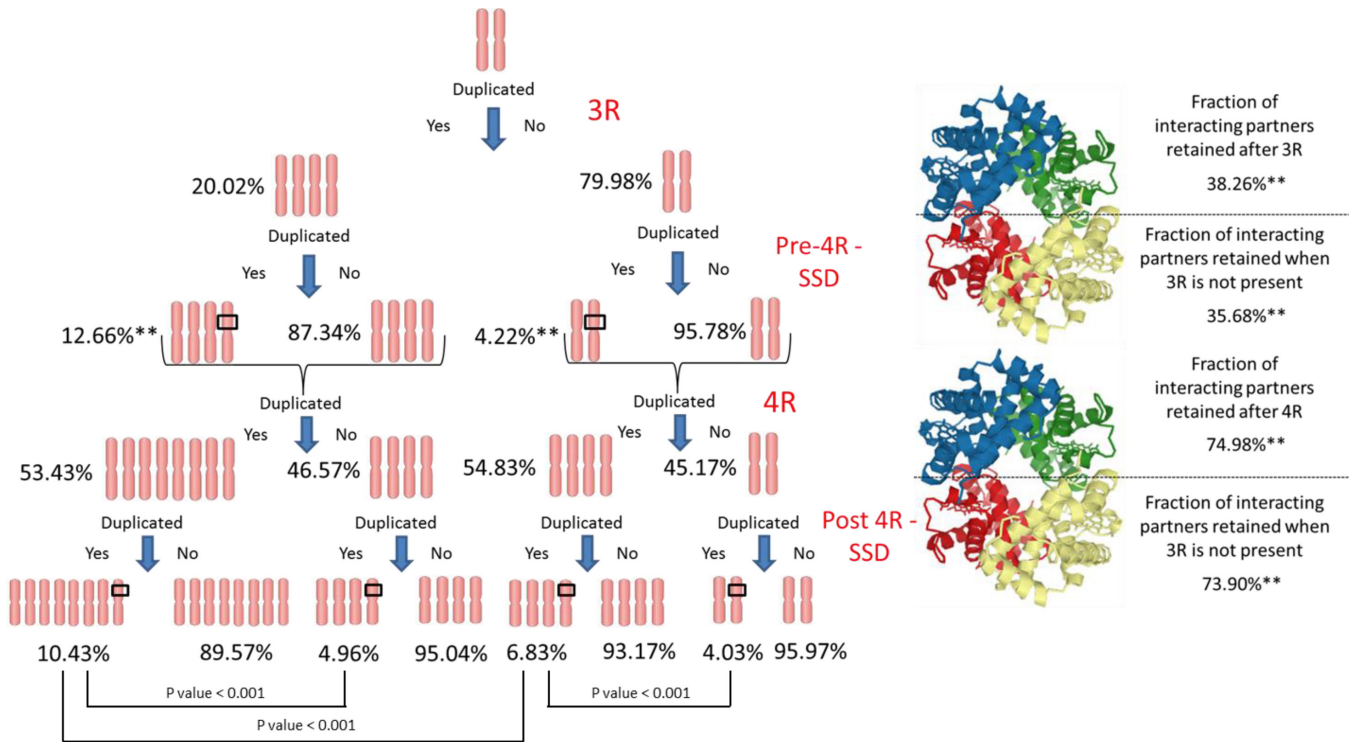 Duplicated
Yes No
3R
20.02%
79.98%
Duplicated
Yes No
Duplicated
Yes No
Pre-4R -
SSD
12.66%**
87.34%
4.22%**
95.78%
Duplicated
Yes No
Duplicated
Yes No
4R
53.43%
46.57%
54.83%
45.17%
Duplicated
Yes No
Duplicated
Yes No
Duplicated
Yes No
Duplicated
Yes No
Post 4R -
SSD
10.43%
89.57%
4.96%
95.04%
6.83%
93.17%
4.03%
95.97%
P value < 0.001
P value < 0.001
P value < 0.001
Fraction of
interacting partners
retained after 3R
38.26%**
Fraction of interacting
partners retained when
3R is not present
35.68%**
Fraction of
interacting partners
retained after 4R
74.98%**
Fraction of interacting
partners retained when
3R is not present
73.90%**